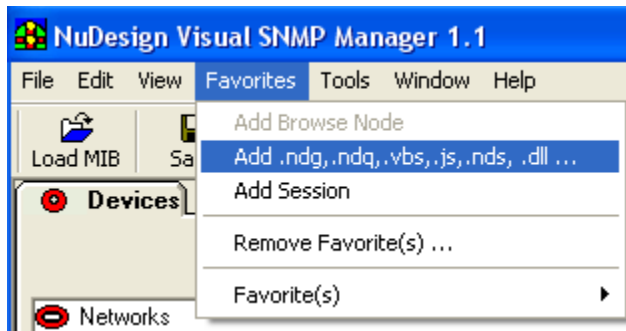 NuDesign Visual SNMP Manager 1.1
File Edit View Favorites Tools Window Help
Load MIB Sa
Add Browse Node
Add .ndg,.ndq,.vbs,.js,.nds, .dll ...
Add Session
Remove Favorite(s) ...
Favorite(s)
Devices
Networks